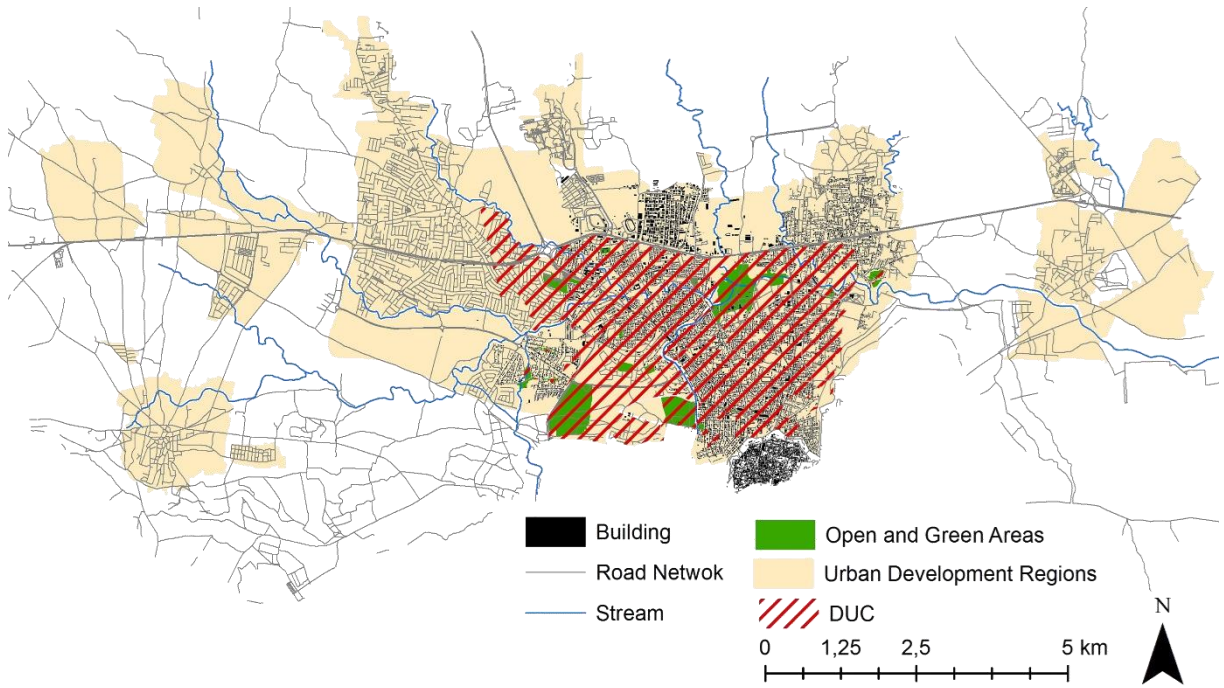 Building
Road Netwok
Stream
Open and Green Areas
Urban Development Regions
DUC
0 1,25 2,5 5 km
N